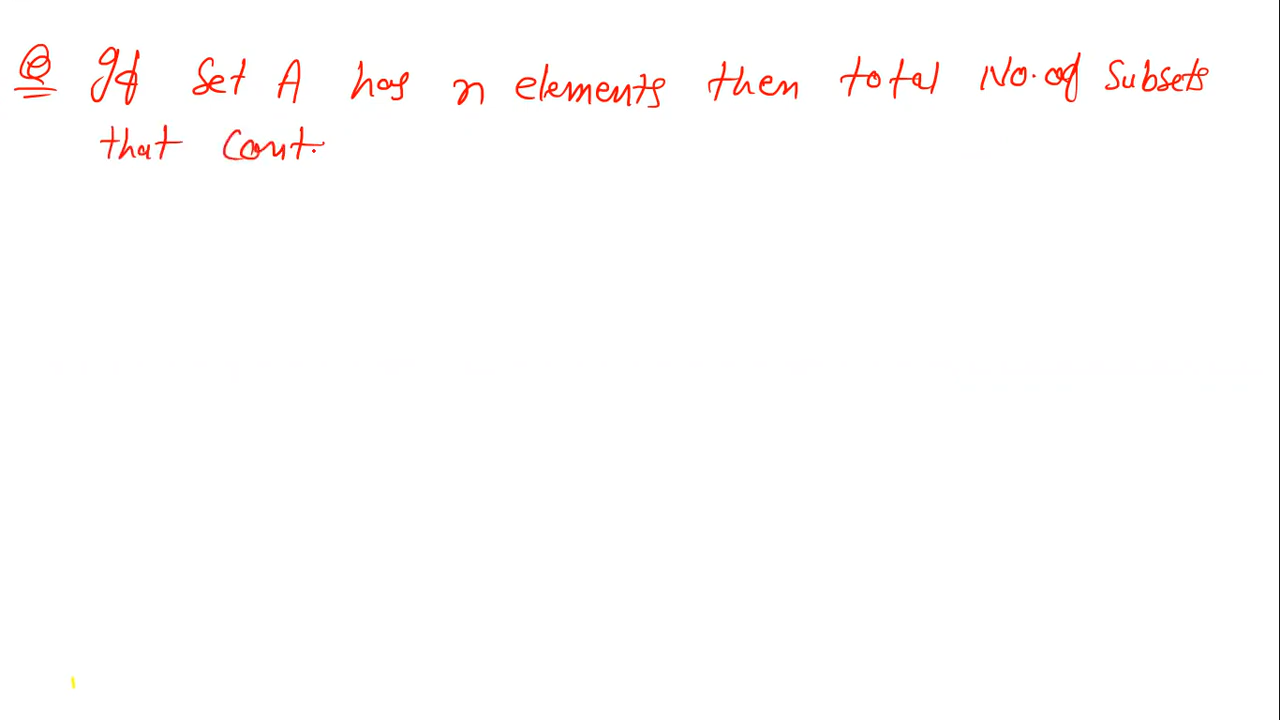 Q If Set A has n elements then total No. of Subsets
that cont